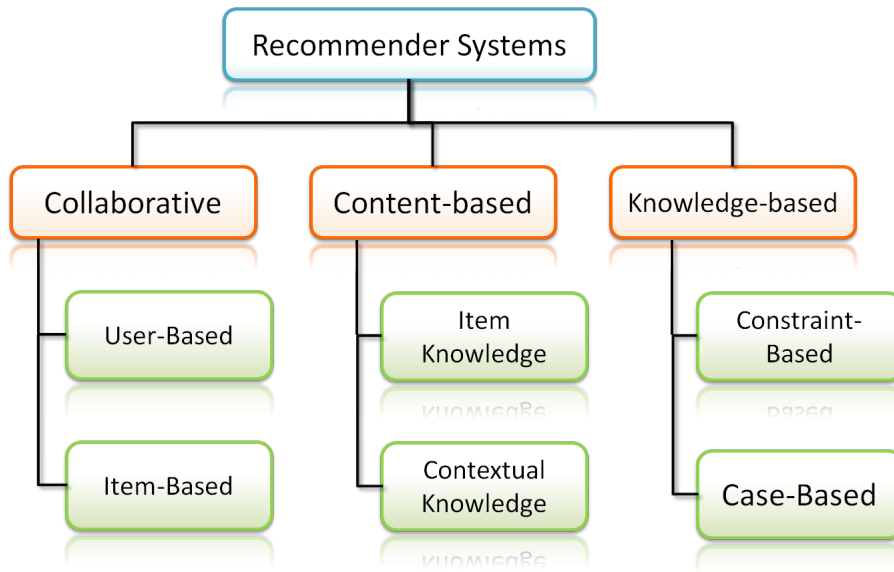 Recommender Systems
Collaborative
Content-based
Knowledge-based
User-Based
Item
Knowledge
Constraint-
Based
Item-Based
Contextual
Knowledge
Case-Based